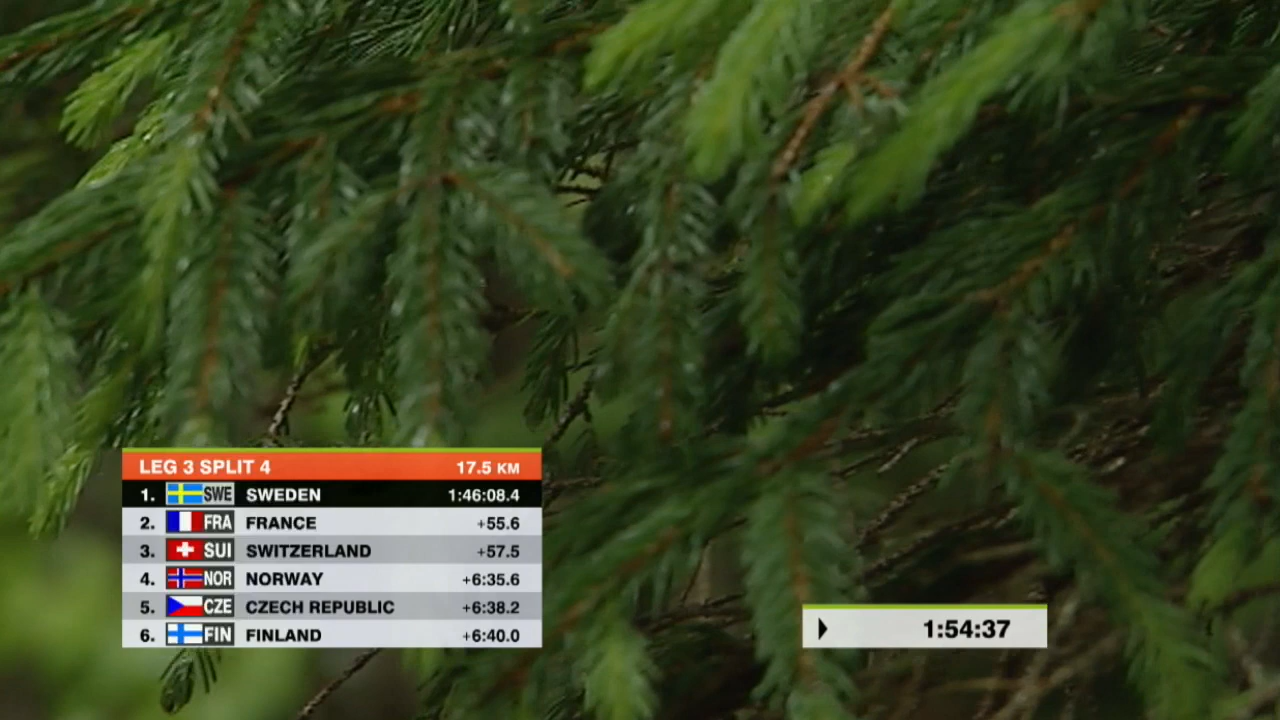 LEG 3 SPLIT 4 17.5 KM
1. SWE SWEDEN 1:46:08.4
2. FRA FRANCE +55.6
3. SUI SWITZERLAND +57.5
4. NOR NORWAY +6:35.6
5. CZE CZECH REPUBLIC +6:38.2
6. FIN FINLAND +6:40.0
1:54:37